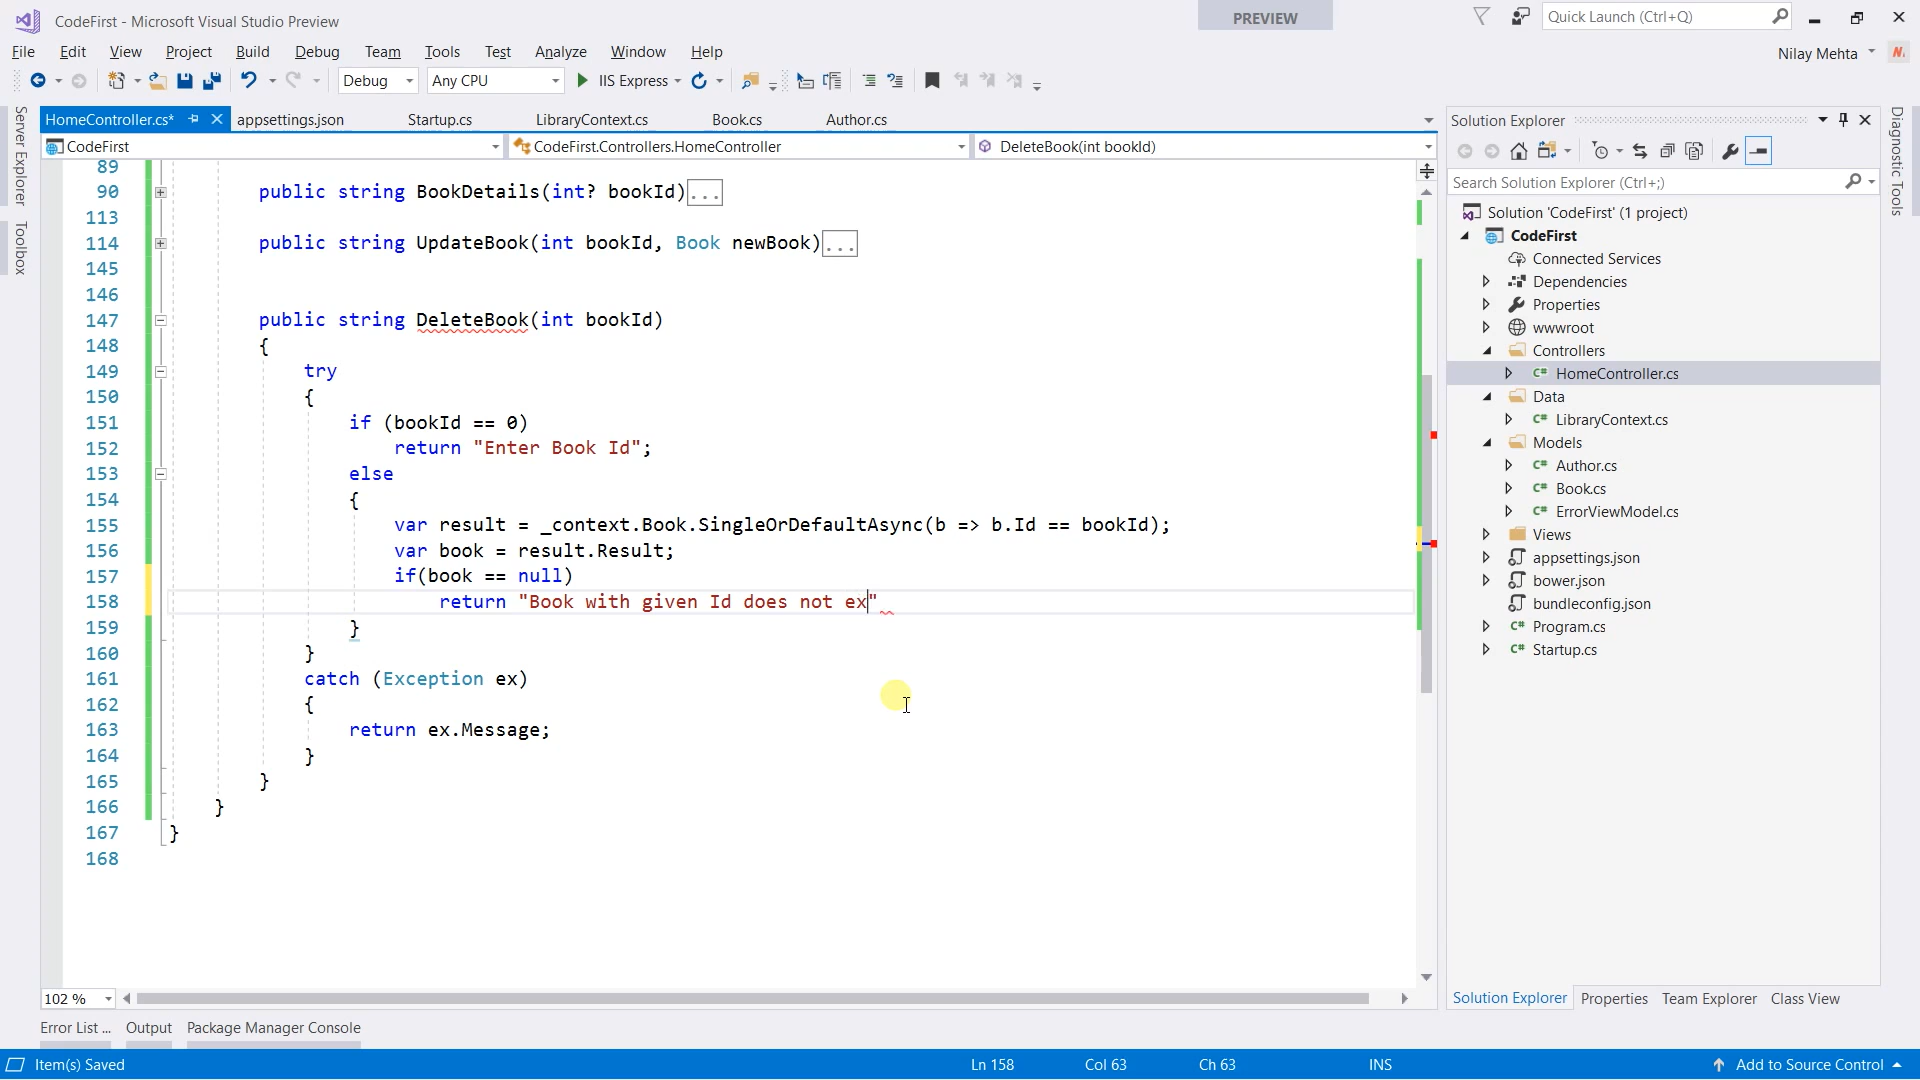 CodeFirst - Microsoft Visual Studio Preview
PREVIEW
Quick Launch (Ctrl+Q)
File Edit View Project Build Debug Team Tools Test Analyze Window Help
Nilay Mehta
Debug Any CPU IIS Express
Server Explorer
Toolbox
HomeController.cs* appsettings.json Startup.cs LibraryContext.cs Book.cs Author.cs
CodeFirst CodeFirst.Controllers.HomeController DeleteBook(int bookId)
89
90 public string BookDetails(int? bookId)...
113
114 public string UpdateBook(int bookId, Book newBook)...
145
146
147 public string DeleteBook(int bookId)
148 {
149 try
150 {
151 if (bookId == 0)
152 return "Enter Book Id";
153 else
154 {
155 var result = _context.Book.SingleOrDefaultAsync(b => b.Id == bookId);
156 var book = result.Result;
157 if(book == null)
158 return "Book with given Id does not ex"
159 }
160 }
161 catch (Exception ex)
162 {
163 return ex.Message;
164 }
165 }
166 }
167 }
168
102 %
Error List ... Output Package Manager Console
Item(s) Saved Ln 158 Col 63 Ch 63 INS Add to Source Control
Solution Explorer
Search Solution Explorer (Ctrl+;)
Solution 'CodeFirst' (1 project)
CodeFirst
Connected Services
Dependencies
Properties
wwwroot
Controllers
C# HomeController.cs
Data
C# LibraryContext.cs
Models
C# Author.cs
C# Book.cs
C# ErrorViewModel.cs
Views
appsettings.json
bower.json
bundleconfig.json
C# Program.cs
C# Startup.cs
Solution Explorer Properties Team Explorer Class View
Diagnostic Tools